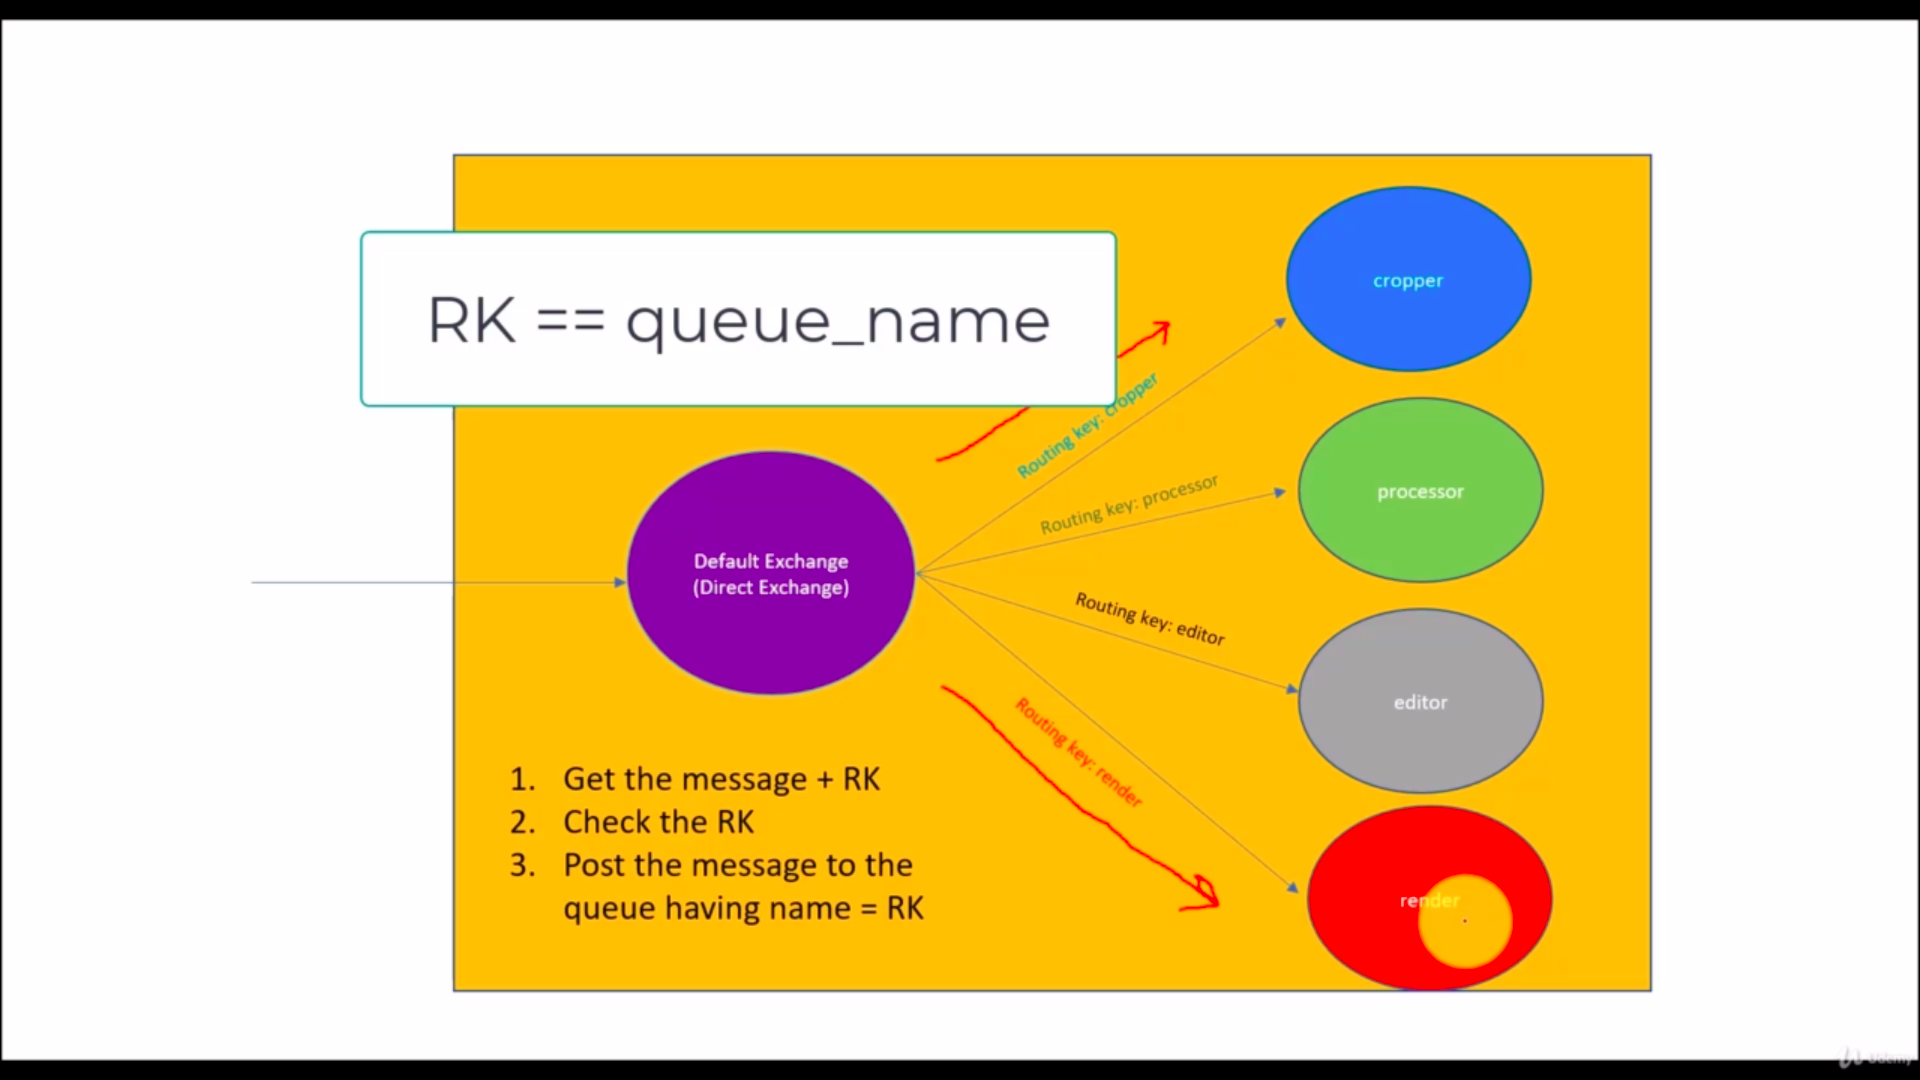 RK == queue_name
cropper
Routing key: cropper
Routing key: processor
processor
Default Exchange
(Direct Exchange)
Routing key: editor
editor
Routing key: render
render
1. Get the message + RK
2. Check the RK
3. Post the message to the
queue having name = RK
Udemy